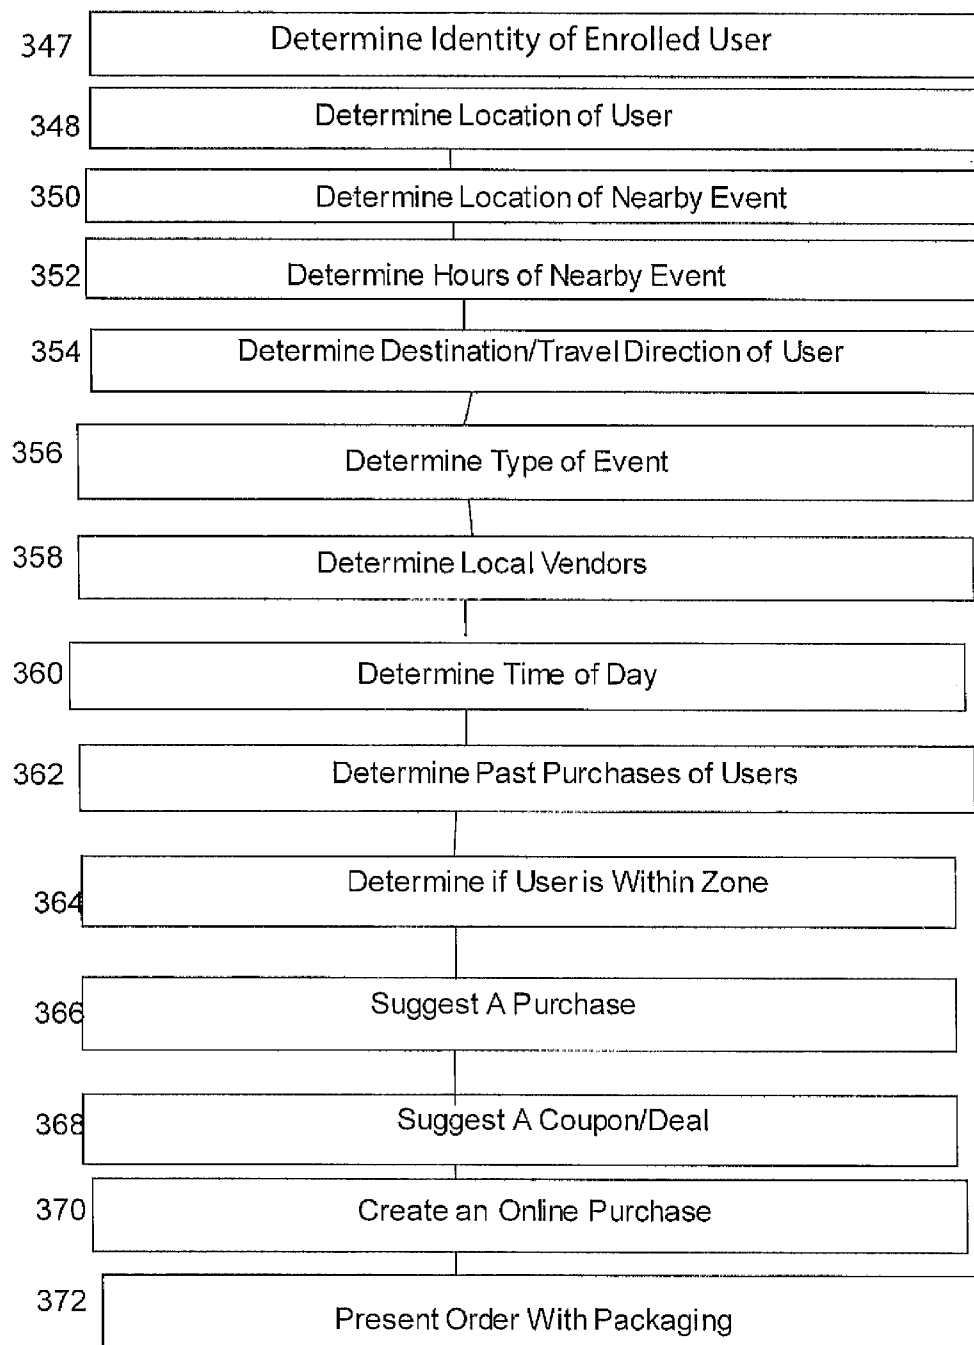 347 Determine Identity of Enrolled User
348 Determine Location of User
350 Determine Location of Nearby Event
352 Determine Hours of Nearby Event
354 Determine Destination/Travel Direction of User
356 Determine Type of Event
358 Determine Local Vendors
360 Determine Time of Day
362 Determine Past Purchases of Users
364 Determine if User is Within Zone
366 Suggest A Purchase
368 Suggest A Coupon/Deal
370 Create an Online Purchase
372 Present Order With Packaging